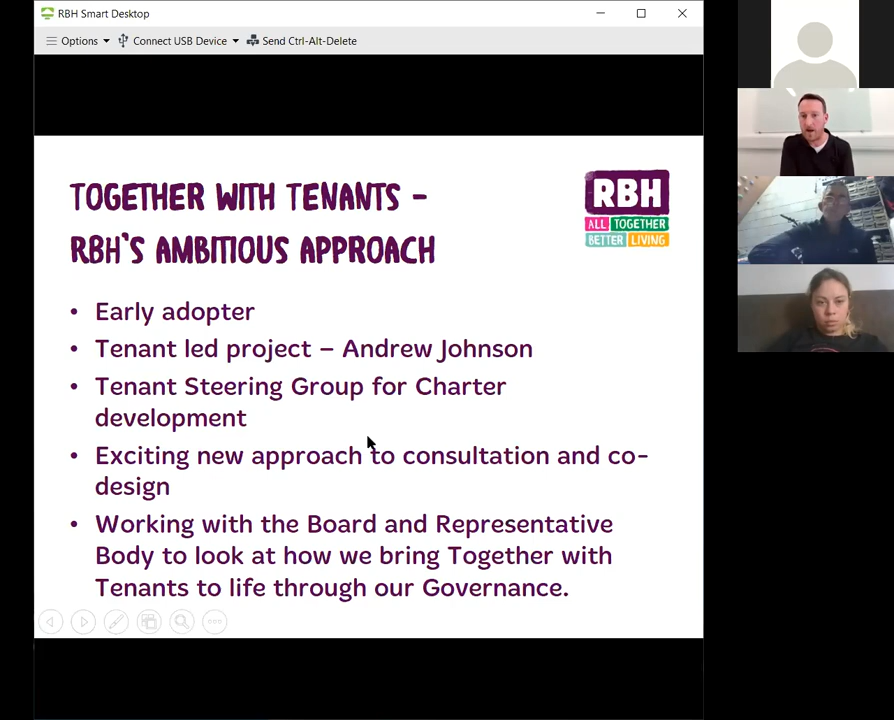 RBH Smart Desktop
Options
Connect USB Device
Send Ctrl-Alt-Delete
TOGETHER WITH TENANTS –
RBH'S AMBITIOUS APPROACH
RBH
ALL TOGETHER
BETTER LIVING
• Early adopter
• Tenant led project – Andrew Johnson
• Tenant Steering Group for Charter
development
• Exciting new approach to consultation and co-
design
• Working with the Board and Representative
Body to look at how we bring Together with
Tenants to life through our Governance.